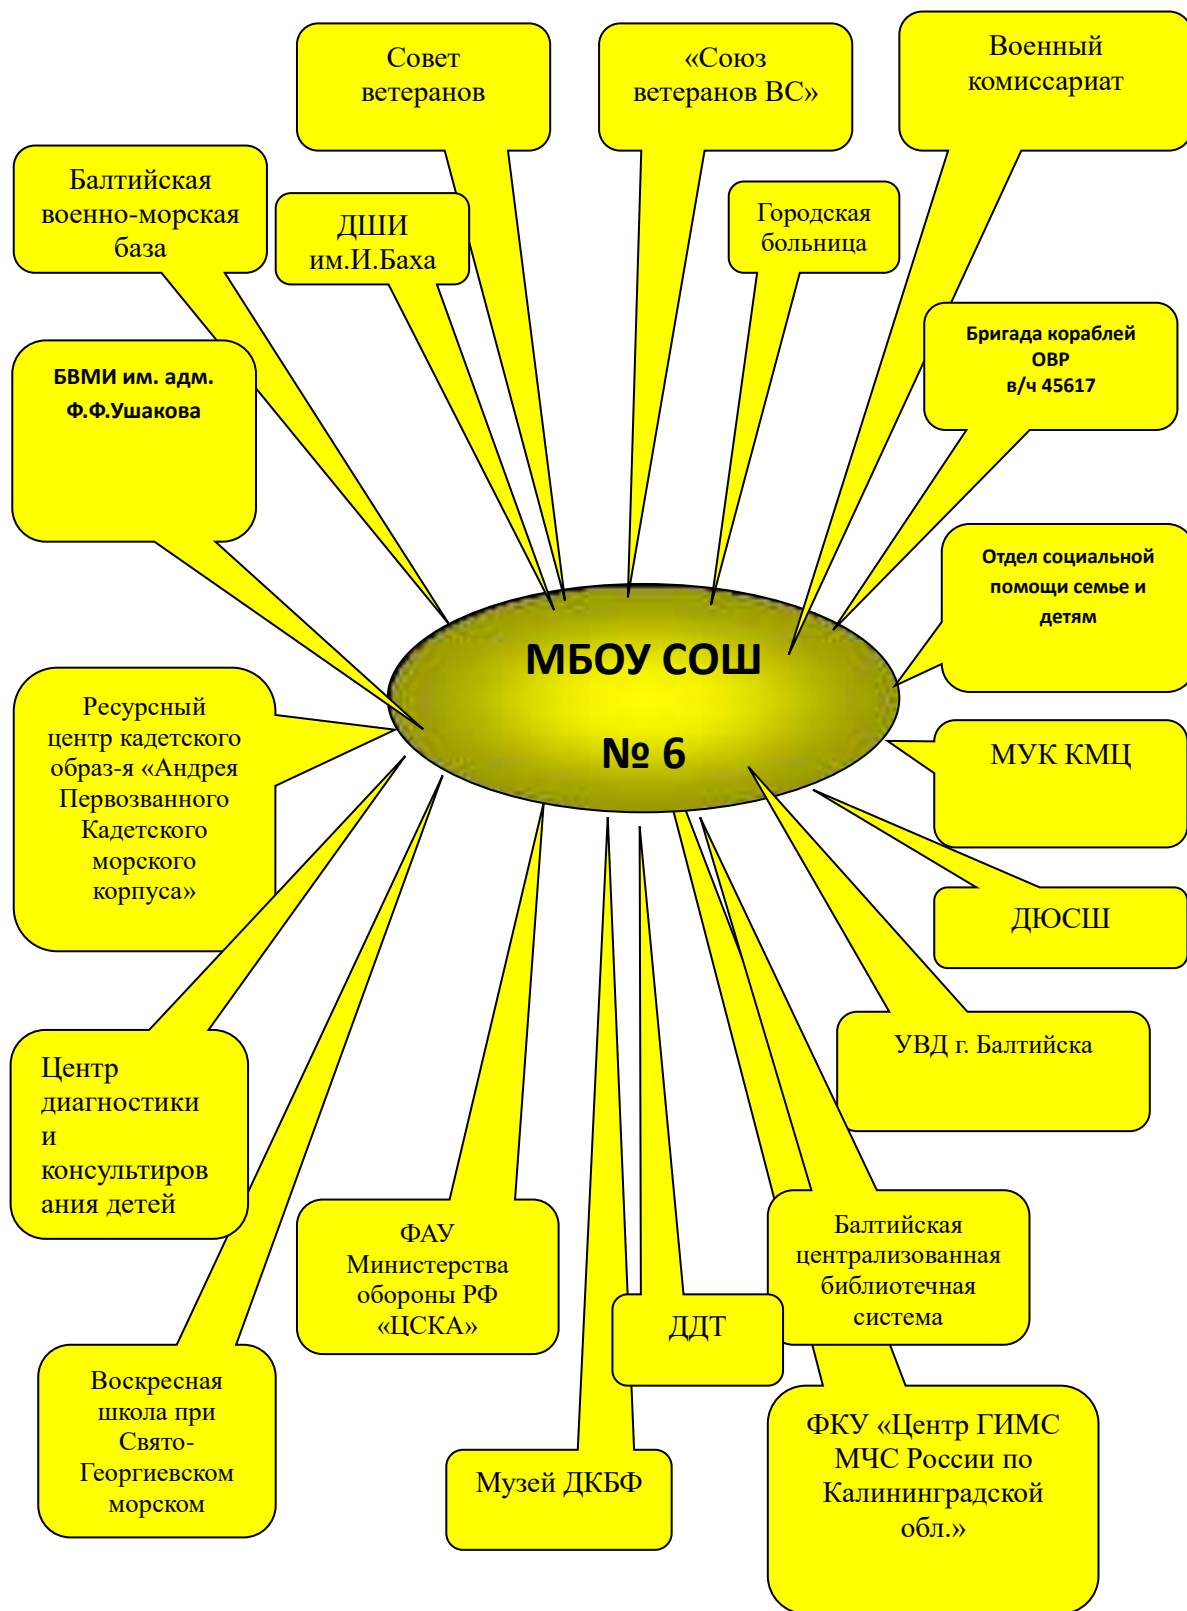 Совет
ветеранов
«Союз
ветеранов ВС»
Военный
комиссариат
Балтийская
военно-морская
база
ДШИ
им.И.Баха
Городская
больница
БВМИ им. адм.
Ф.Ф.Ушакова
Бригада кораблей
ОВР
в/ч 45617
Отдел социальной
помощи семье и
детям
МБОУ СОШ
№ 6
Ресурсный
центр кадетского
образ-я «Андрея
Первозванного
Кадетского
морского
корпуса»
МУК КМЦ
ДЮСШ
УВД г. Балтийска
Центр
диагностики
и
консультиров
ания детей
ФАУ
Министерства
обороны РФ
«ЦСКА»
ДДТ
Балтийская
централизованная
библиотечная
система
Воскресная
школа при
Свято-
Георгиевском
морском
Музей ДКБФ
ФКУ «Центр ГИМС
МЧС России по
Калининградской
обл.»